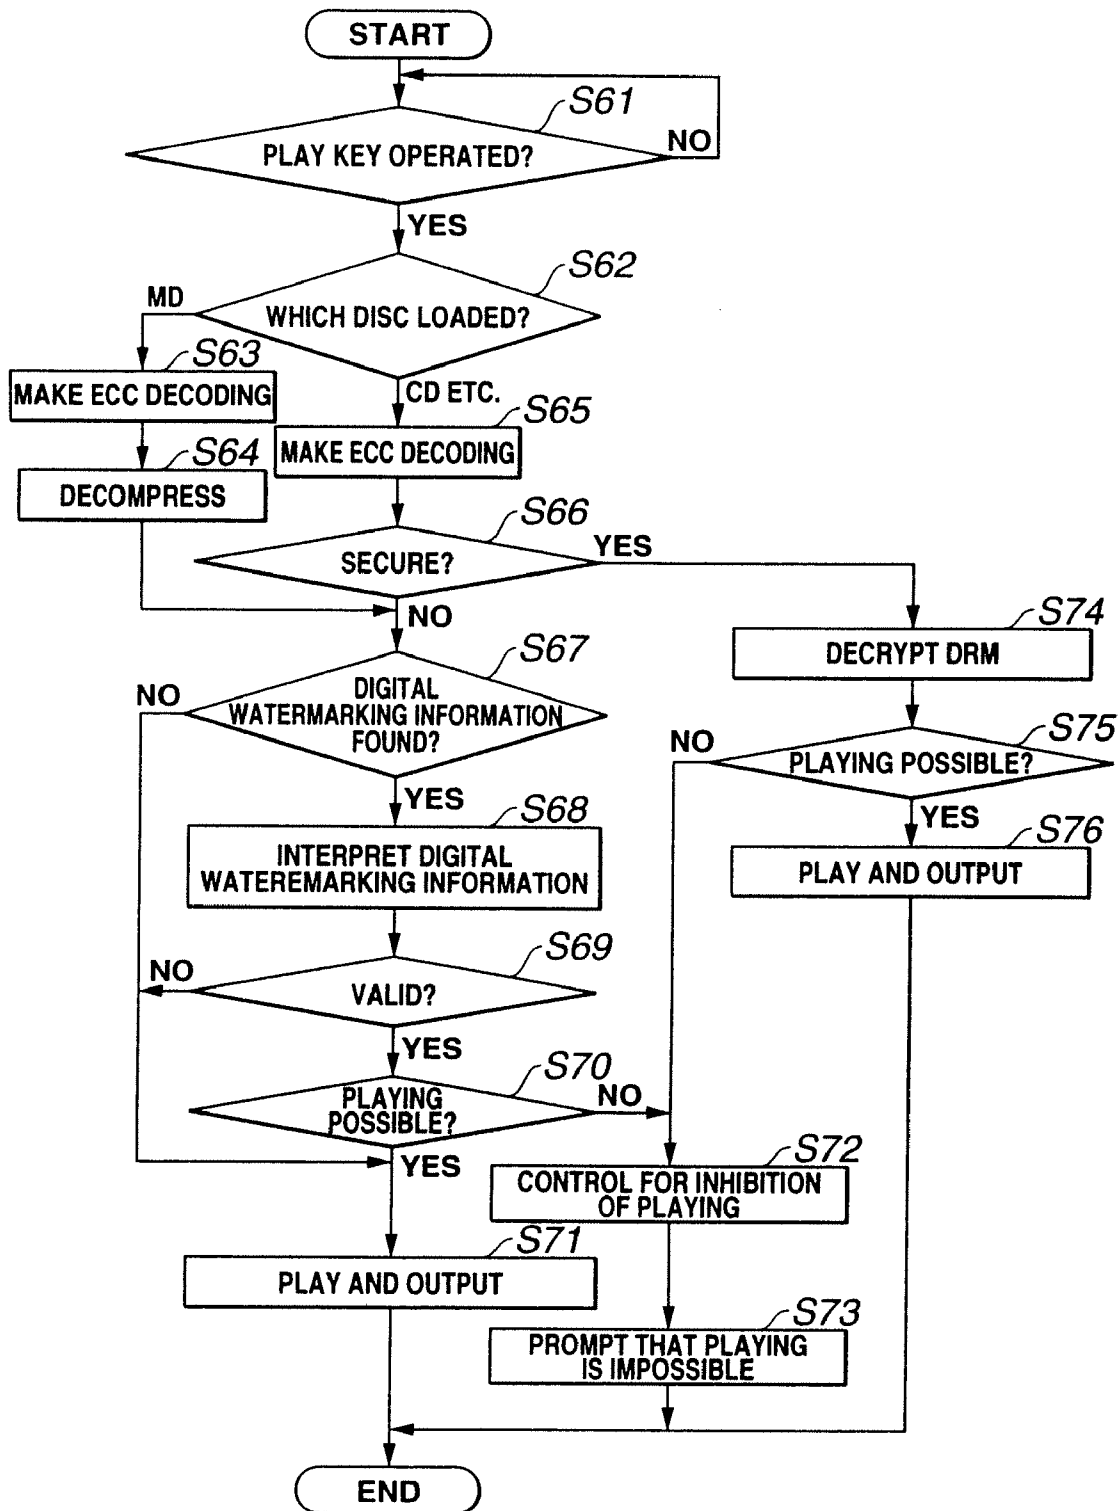 START
S61
PLAY KEY OPERATED?
NO
YES
S62
MD
WHICH DISC LOADED?
S63
MAKE ECC DECODING
CD ETC.
S65
S64
MAKE ECC DECODING
DECOMPRESS
S66
SECURE?
YES
NO
S74
DECRYPT DRM
S67
NO
DIGITAL
WATERMARKING INFORMATION
FOUND?
S75
NO
PLAYING POSSIBLE?
YES
YES
S68
S76
INTERPRET DIGITAL
WATEREMARKING INFORMATION
PLAY AND OUTPUT
S69
NO
VALID?
YES
S70
PLAYING
POSSIBLE?
NO
YES
S72
CONTROL FOR INHIBITION
OF PLAYING
S71
PLAY AND OUTPUT
S73
PROMPT THAT PLAYING
IS IMPOSSIBLE
END